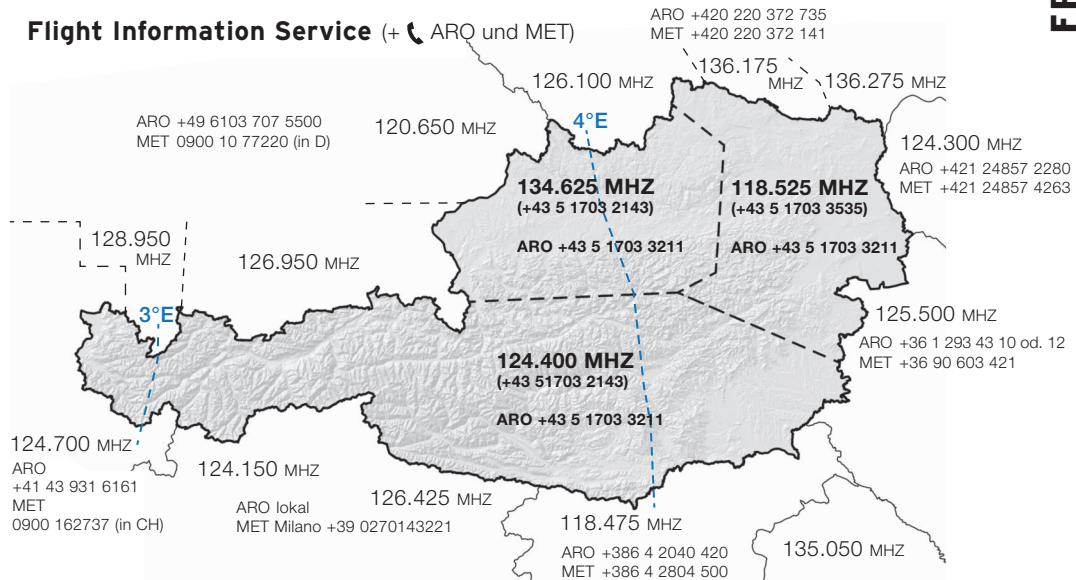 Flight Information Service (+ ARO und MET)
ARO +420 220 372 735
MET +420 220 372 141
126.100 MHZ
136.175 MHZ
136.275 MHZ
ARO +49 6103 707 5500
MET 0900 10 77220 (in D)
120.650 MHZ
4°E
124.300 MHZ
ARO +421 24857 2280
MET +421 24857 4263
134.625 MHZ
(+43 5 1703 2143)
ARO +43 5 1703 3211
118.525 MHZ
(+43 5 1703 3535)
ARO +43 5 1703 3211
128.950
MHZ
126.950 MHZ
3°E
125.500 MHZ
ARO +36 1 293 43 10 od. 12
MET +36 90 603 421
124.400 MHZ
(+43 51703 2143)
ARO +43 5 1703 3211
124.700 MHZ
ARO
+41 43 931 6161
MET
0900 162737 (in CH)
124.150 MHZ
ARO lokal
MET Milano +39 0270143221
126.425 MHZ
118.475 MHZ
ARO +386 4 2040 420
MET +386 4 2804 500
135.050 MHZ